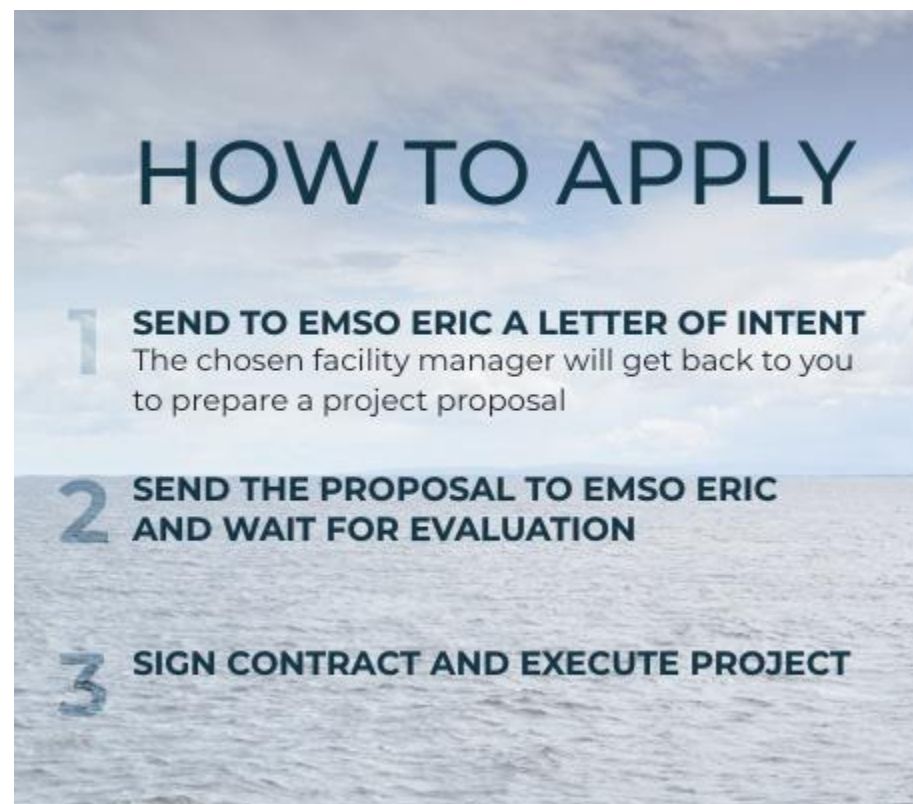 HOW TO APPLY
1
SEND TO EMSO ERIC A LETTER OF INTENT
The chosen facility manager will get back to you
to prepare a project proposal
2
SEND THE PROPOSAL TO EMSO ERIC
AND WAIT FOR EVALUATION
3
SIGN CONTRACT AND EXECUTE PROJECT